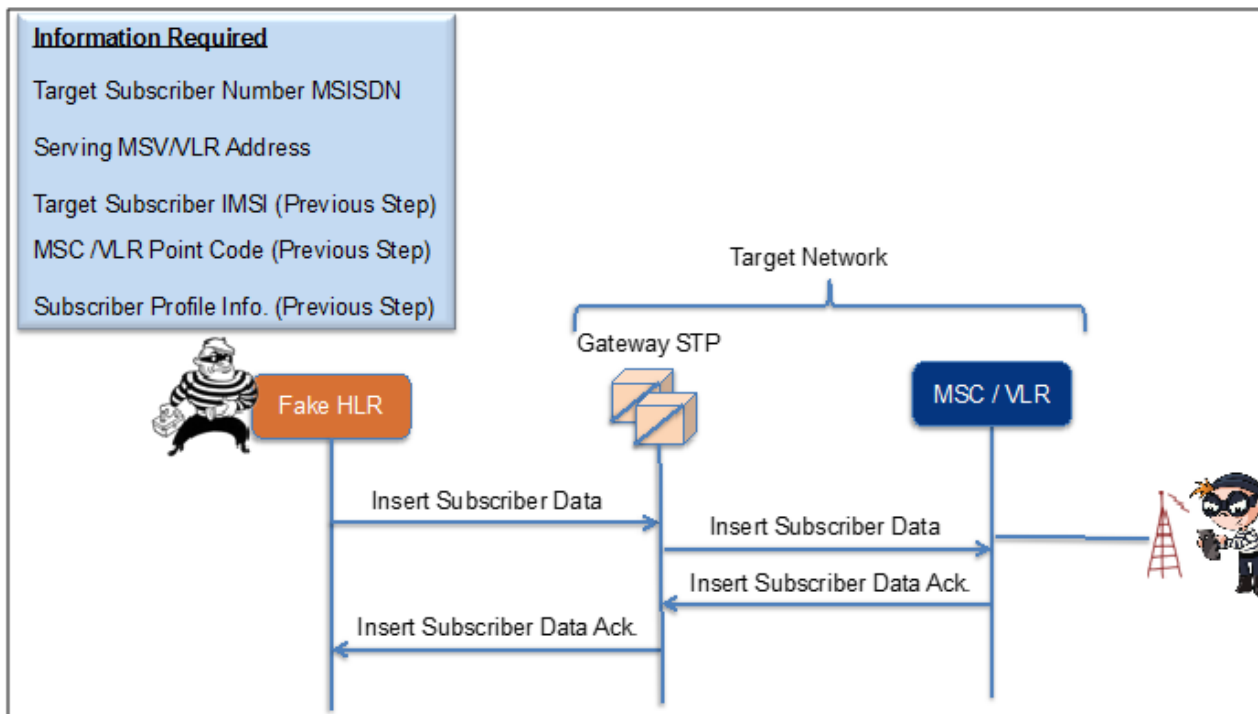 Information Required
Target Subscriber Number MSISDN
Serving MSV/VLR Address
Target Subscriber IMSI (Previous Step)
MSC /VLR Point Code (Previous Step)
Subscriber Profile Info. (Previous Step)
Target Network
Gateway STP
Fake HLR
MSC / VLR
Insert Subscriber Data
Insert Subscriber Data
Insert Subscriber Data Ack.
Insert Subscriber Data Ack.